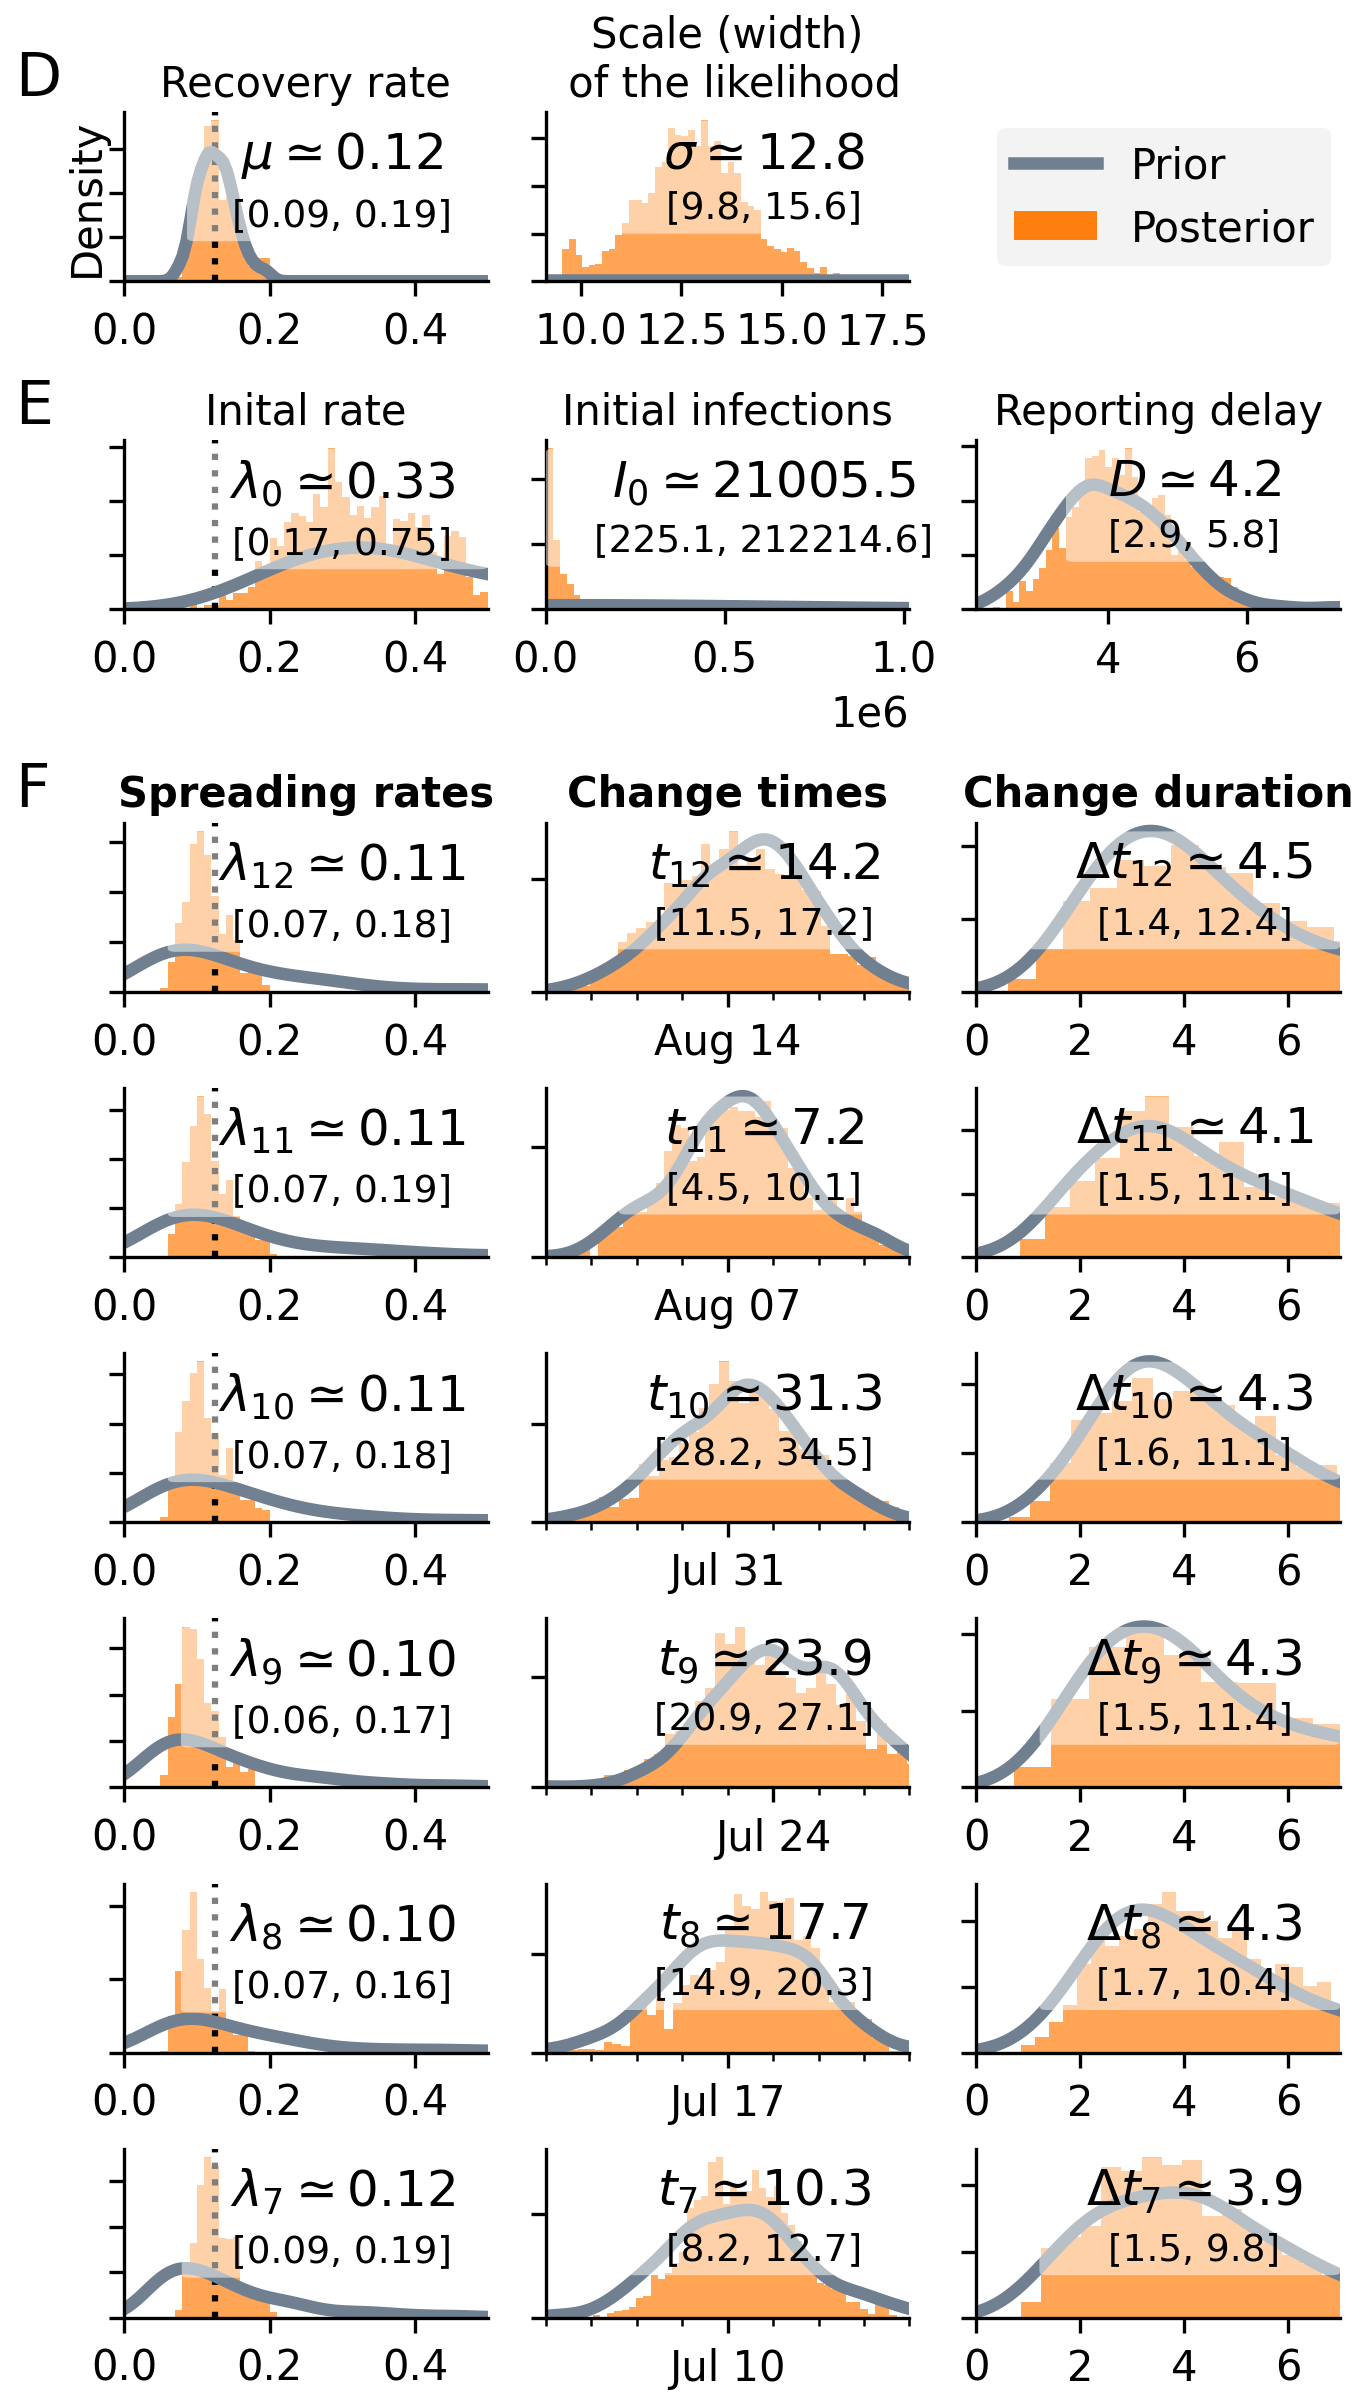 D
Recovery rate
Scale (width)
of the likelihood
Density
μ ≃ 0.12
[0.09, 0.19]
0.0 0.2 0.4
σ ≃ 12.8
[9.8, 15.6]
10.0 12.5 15.0 17.5
Prior
Posterior
E
Inital rate
λ0 ≃ 0.33
[0.17, 0.75]
0.0 0.2 0.4
Initial infections
I0 ≃ 21005.5
[225.1, 212214.6]
0.0 0.5 1.0
1e6
Reporting delay
D ≃ 4.2
[2.9, 5.8]
4 6
F
Spreading rates
Change times
Change duration
λ12 ≃ 0.11
[0.07, 0.18]
0.0 0.2 0.4
t12 ≃ 14.2
[11.5, 17.2]
Aug 14
Δt12 ≃ 4.5
[1.4, 12.4]
0 2 4 6
λ11 ≃ 0.11
[0.07, 0.19]
0.0 0.2 0.4
t11 ≃ 7.2
[4.5, 10.1]
Aug 07
Δt11 ≃ 4.1
[1.5, 11.1]
0 2 4 6
λ10 ≃ 0.11
[0.07, 0.18]
0.0 0.2 0.4
t10 ≃ 31.3
[28.2, 34.5]
Jul 31
Δt10 ≃ 4.3
[1.6, 11.1]
0 2 4 6
λ9 ≃ 0.10
[0.06, 0.17]
0.0 0.2 0.4
t9 ≃ 23.9
[20.9, 27.1]
Jul 24
Δt9 ≃ 4.3
[1.5, 11.4]
0 2 4 6
λ8 ≃ 0.10
[0.07, 0.16]
0.0 0.2 0.4
t8 ≃ 17.7
[14.9, 20.3]
Jul 17
Δt8 ≃ 4.3
[1.7, 10.4]
0 2 4 6
λ7 ≃ 0.12
[0.09, 0.19]
0.0 0.2 0.4
t7 ≃ 10.3
[8.2, 12.7]
Jul 10
Δt7 ≃ 3.9
[1.5, 9.8]
0 2 4 6